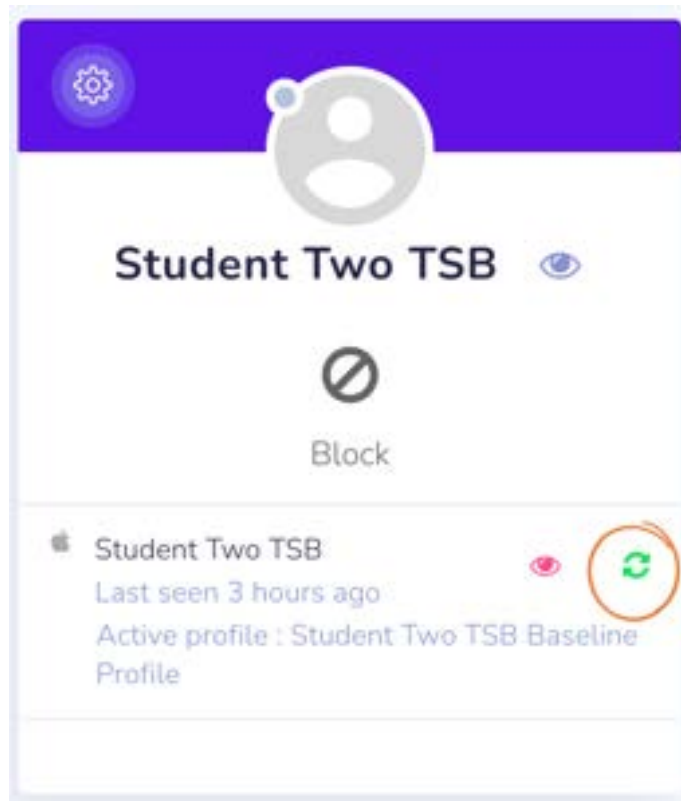 Student Two TSB
Block
Student Two TSB
Last seen 3 hours ago
Active profile : Student Two TSB Baseline
Profile